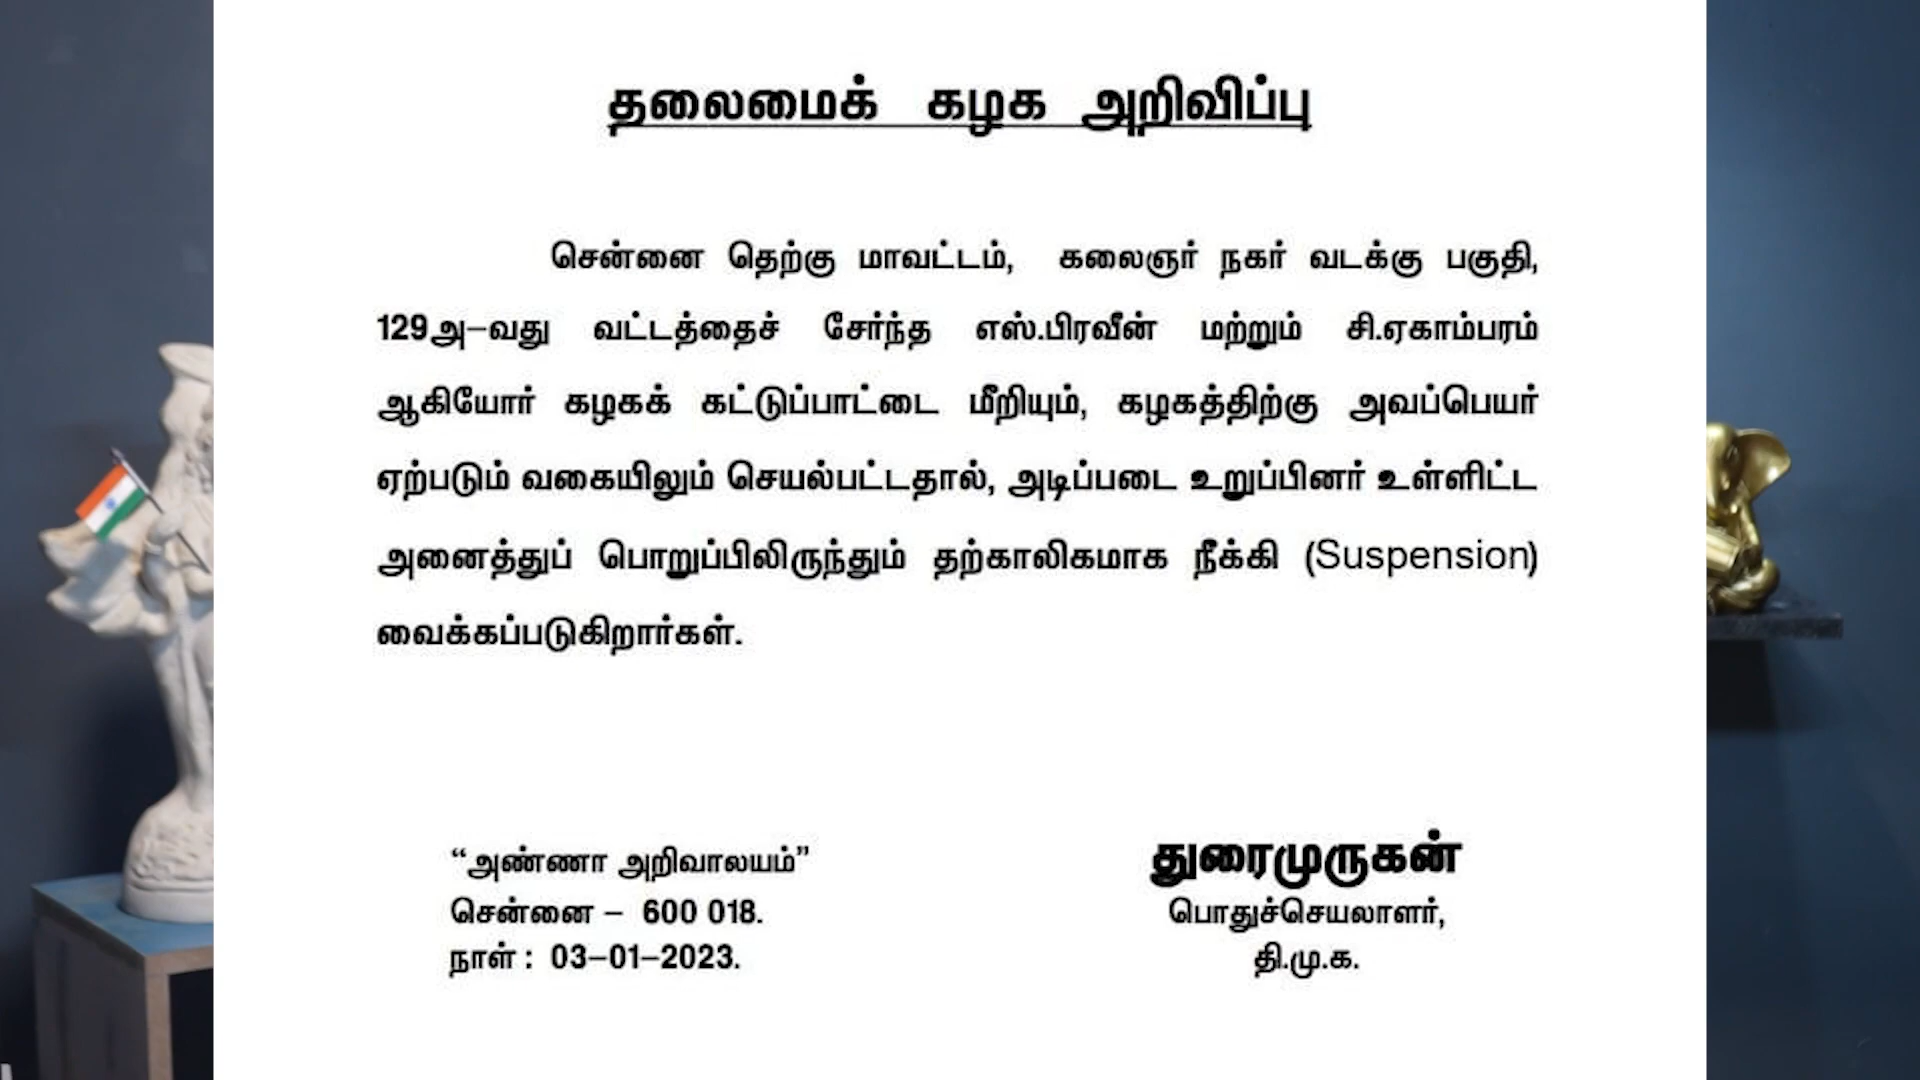 தலைமைக் கழக அறிவிப்பு
சென்னை தெற்கு மாவட்டம், கலைஞர் நகர் வடக்கு பகுதி,
129அ-வது வட்டத்தைச் சேர்ந்த எஸ்.பிரவீன் மற்றும் சி.ஏகாம்பரம்
ஆகியோர் கழகக் கட்டுப்பாட்டை மீறியும், கழகத்திற்கு அவப்பெயர்
ஏற்படும் வகையிலும் செயல்பட்டதால், அடிப்படை உறுப்பினர் உள்ளிட்ட
அனைத்துப் பொறுப்பிலிருந்தும் தற்காலிகமாக நீக்கி (Suspension)
வைக்கப்படுகிறார்கள்.
“அண்ணா அறிவாலயம்”
சென்னை – 600 018.
நாள் : 03–01–2023.
துரைமுருகன்
பொதுச்செயலாளர்,
தி.மு.க.